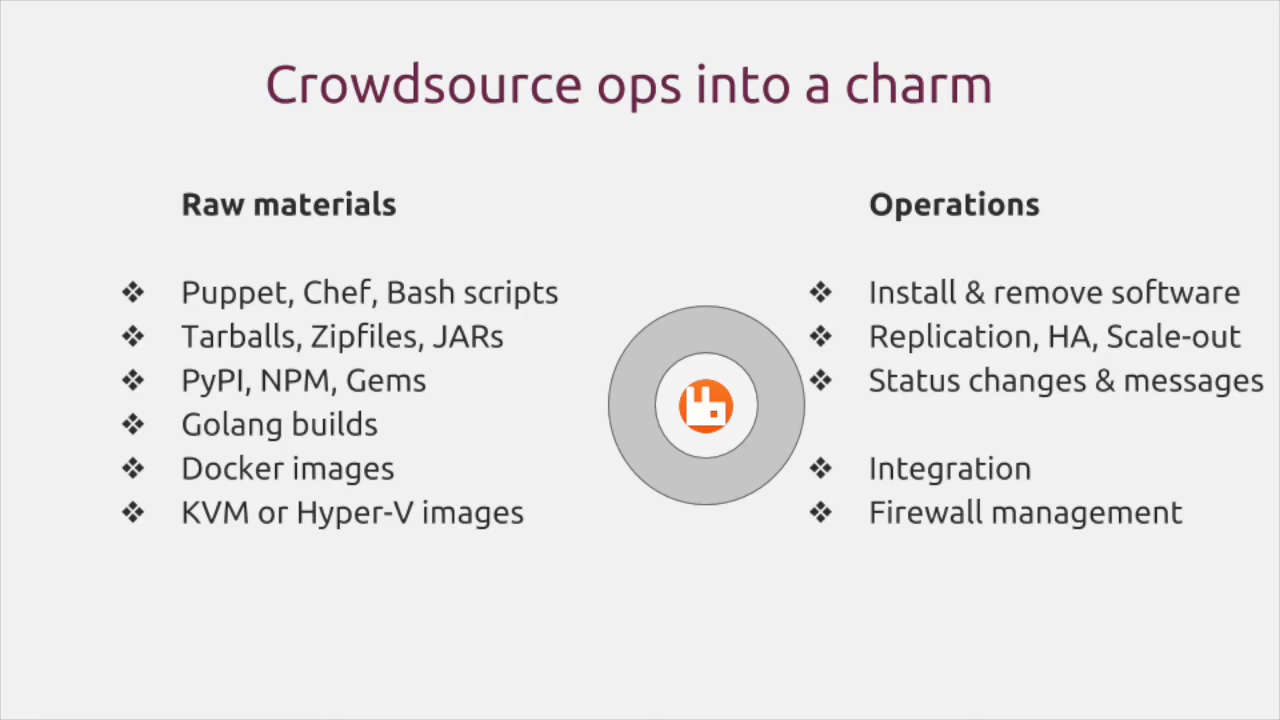 Crowdsource ops into a charm
Raw materials
❖ Puppet, Chef, Bash scripts
❖ Tarballs, Zipfiles, JARs
❖ PyPI, NPM, Gems
❖ Golang builds
❖ Docker images
❖ KVM or Hyper-V images
Operations
❖ Install & remove software
❖ Replication, HA, Scale-out
❖ Status changes & messages
❖ Integration
❖ Firewall management